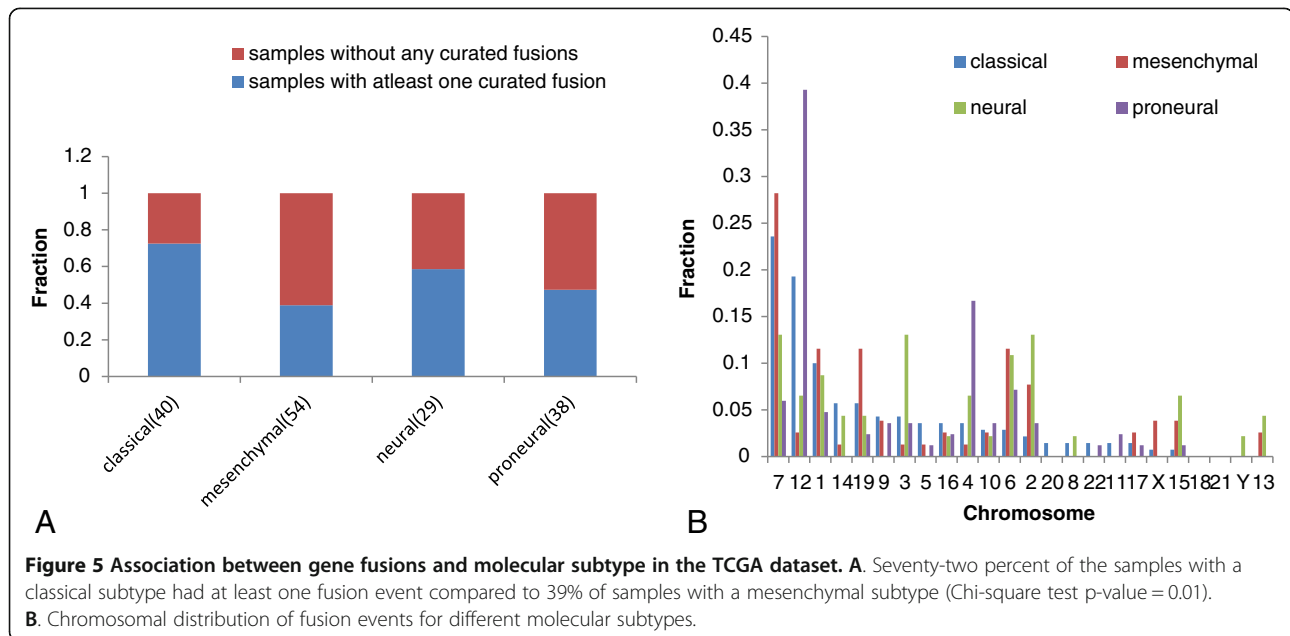 samples without any curated fusions
samples with atleast one curated fusion
1.2
1
0.8
0.6
0.4
0.2
0
Fraction
classical(40)
mesenchymal(54)
neural(29)
proneural(38)
A
classical
mesenchymal
neural
proneural
0.45
0.4
0.35
0.3
0.25
0.2
0.15
0.1
0.05
0
Fraction
7 12 1 14 19 9 3 5 16 4 10 6 2 20 8 22 11 17 X 15 18 21 Y 13
Chromosome
B
Figure 5 Association between gene fusions and molecular subtype in the TCGA dataset. A. Seventy-two percent of the samples with a
classical subtype had at least one fusion event compared to 39% of samples with a mesenchymal subtype (Chi-square test p-value = 0.01).
B. Chromosomal distribution of fusion events for different molecular subtypes.